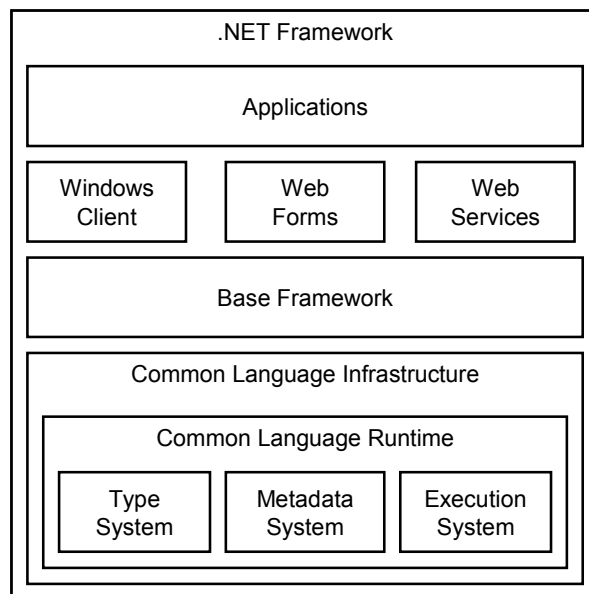 .NET Framework
Applications
Windows
Client
Web
Forms
Web
Services
Base Framework
Common Language Infrastructure
Common Language Runtime
Type
System
Metadata
System
Execution
System